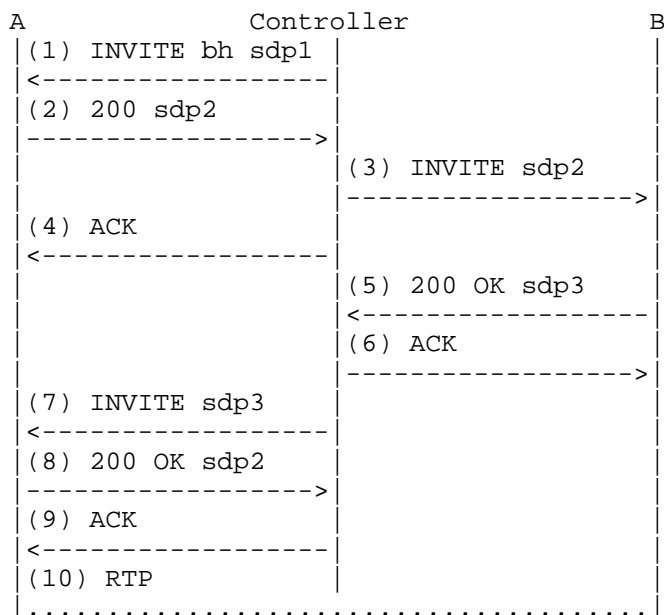 A Controller B
(1) INVITE bh sdp1
(2) 200 sdp2
(3) INVITE sdp2
(4) ACK
(5) 200 OK sdp3
(6) ACK
(7) INVITE sdp3
(8) 200 OK sdp2
(9) ACK
(10) RTP